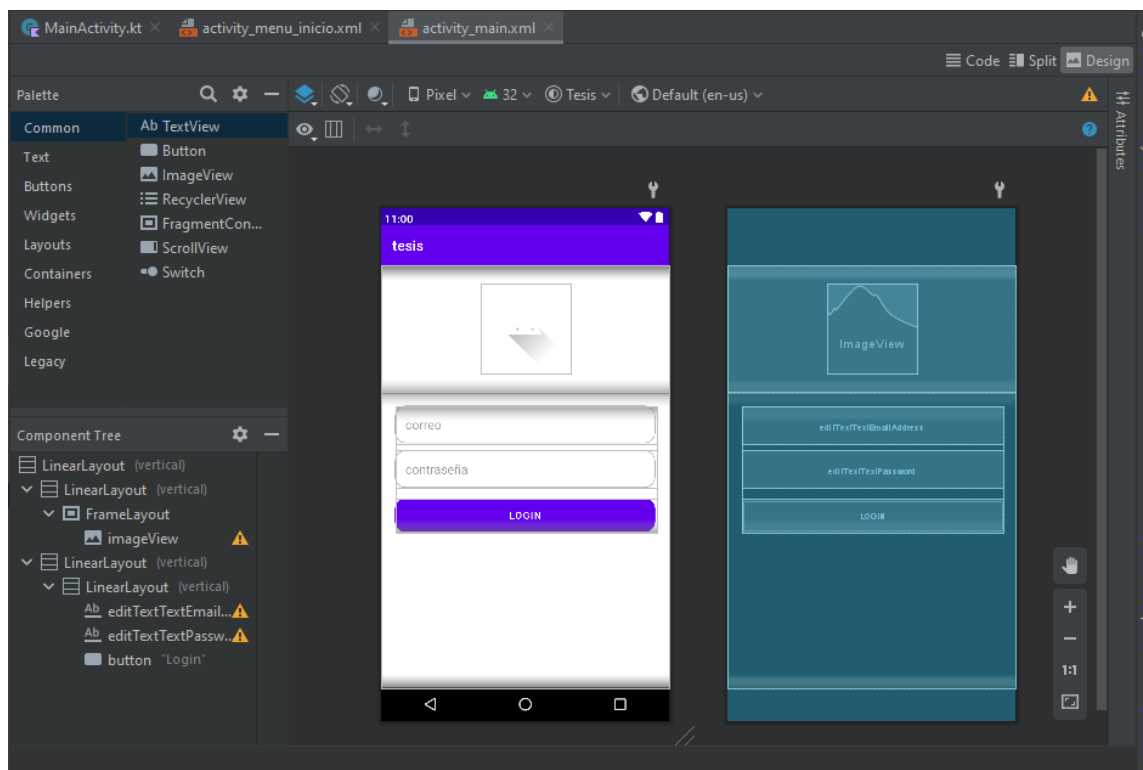 MainActivity.kt activity_menu_inicio.xml activity_main.xml
Code Split Design
Palette Pixel 32 Tesis Default (en-us)
Common Ab TextView
Text Button
Buttons ImageView
Widgets RecyclerView
Layouts FragmentCon...
Containers ScrollView
Helpers Switch
Google
Legacy
Attributes
11:00
tesis
correo
contraseña
LOGIN
ImageView
editTextTextEmailAddress
editTextTextPassword
LOGIN
Component Tree
LinearLayout (vertical)
LinearLayout (vertical)
FrameLayout
imageView
LinearLayout (vertical)
LinearLayout (vertical)
Ab editTextTextEmail...
Ab editTextTextPassw..
button "Login"
1:1